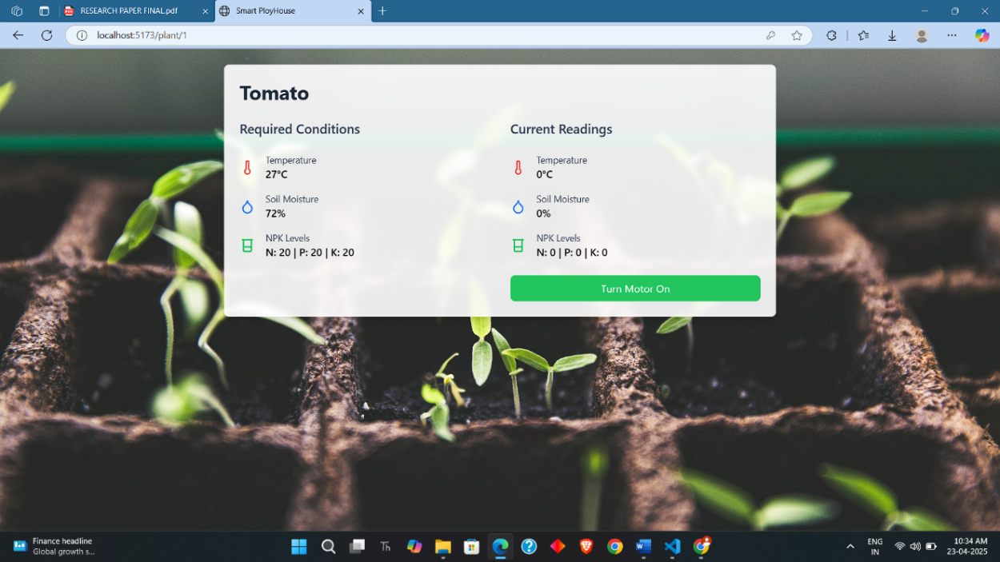 RESEARCH PAPER FINAL.pdf
Smart PloyHouse
localhost:5173/plant/1
Tomato
Required Conditions
Current Readings
Temperature
27°C
Temperature
0°C
Soil Moisture
72%
Soil Moisture
0%
NPK Levels
N: 20 | P: 20 | K: 20
NPK Levels
N: 0 | P: 0 | K: 0
Turn Motor On
Finance headline
Global growth s...
Th
ENG
IN
10:34 AM
23-04-2025